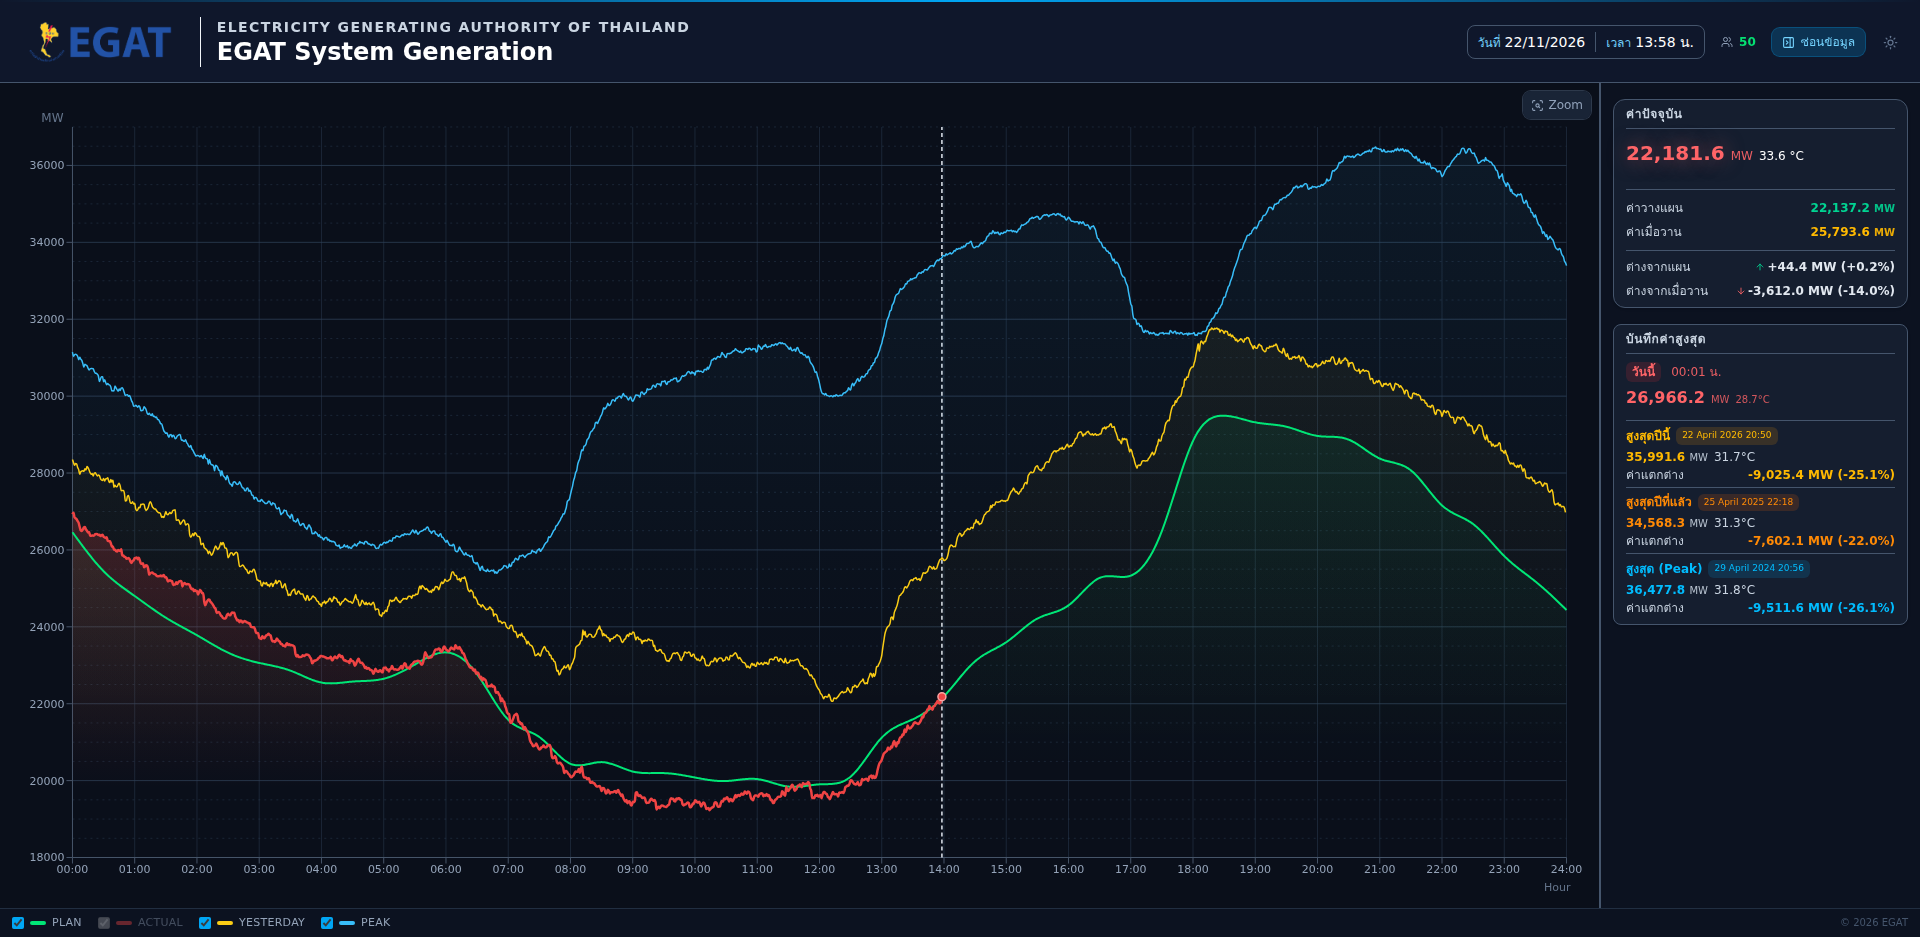 EGAT
ELECTRICITY GENERATING AUTHORITY OF THAILAND
EGAT System Generation
วันที่ 22/11/2026 เวลา 13:58 น.
50
ซ่อนข้อมูล
Zoom
MW
36000
34000
32000
30000
28000
26000
24000
22000
20000
18000
00:00 01:00 02:00 03:00 04:00 05:00 06:00 07:00 08:00 09:00 10:00 11:00 12:00 13:00 14:00 15:00 16:00 17:00 18:00 19:00 20:00 21:00 22:00 23:00 24:00
Hour
ค่าปัจจุบัน
22,181.6 MW 33.6 °C
ค่าวางแผน 22,137.2 MW
ค่าเมื่อวาน 25,793.6 MW
ต่างจากแผน ↑ +44.4 MW (+0.2%)
ต่างจากเมื่อวาน ↓ -3,612.0 MW (-14.0%)
บันทึกค่าสูงสุด
วันนี้ 00:01 น.
26,966.2 MW 28.7°C
สูงสุดปีนี้ 22 April 2026 20:50
35,991.6 MW 31.7°C
ค่าแตกต่าง -9,025.4 MW (-25.1%)
สูงสุดปีที่แล้ว 25 April 2025 22:18
34,568.3 MW 31.3°C
ค่าแตกต่าง -7,602.1 MW (-22.0%)
สูงสุด (Peak) 29 April 2024 20:56
36,477.8 MW 31.8°C
ค่าแตกต่าง -9,511.6 MW (-26.1%)
PLAN ACTUAL YESTERDAY PEAK
© 2026 EGAT